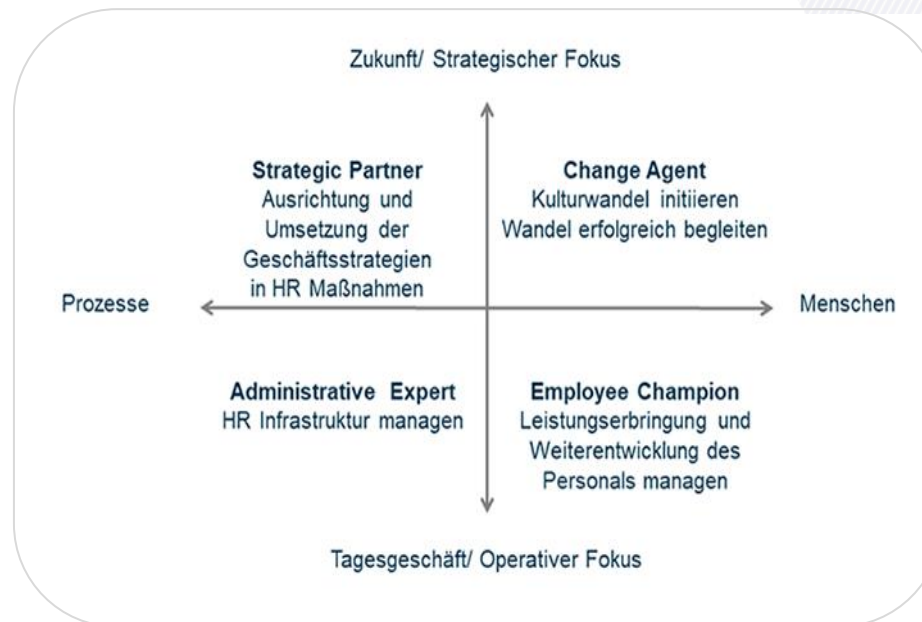 Zukunft/ Strategischer Fokus
Strategic Partner
Ausrichtung und
Umsetzung der
Geschäftsstrategien
in HR Maßnahmen
Change Agent
Kulturwandel initiieren
Wandel erfolgreich begleiten
Prozesse
Menschen
Administrative Expert
HR Infrastruktur managen
Employee Champion
Leistungserbringung und
Weiterentwicklung des
Personals managen
Tagesgeschäft/ Operativer Fokus